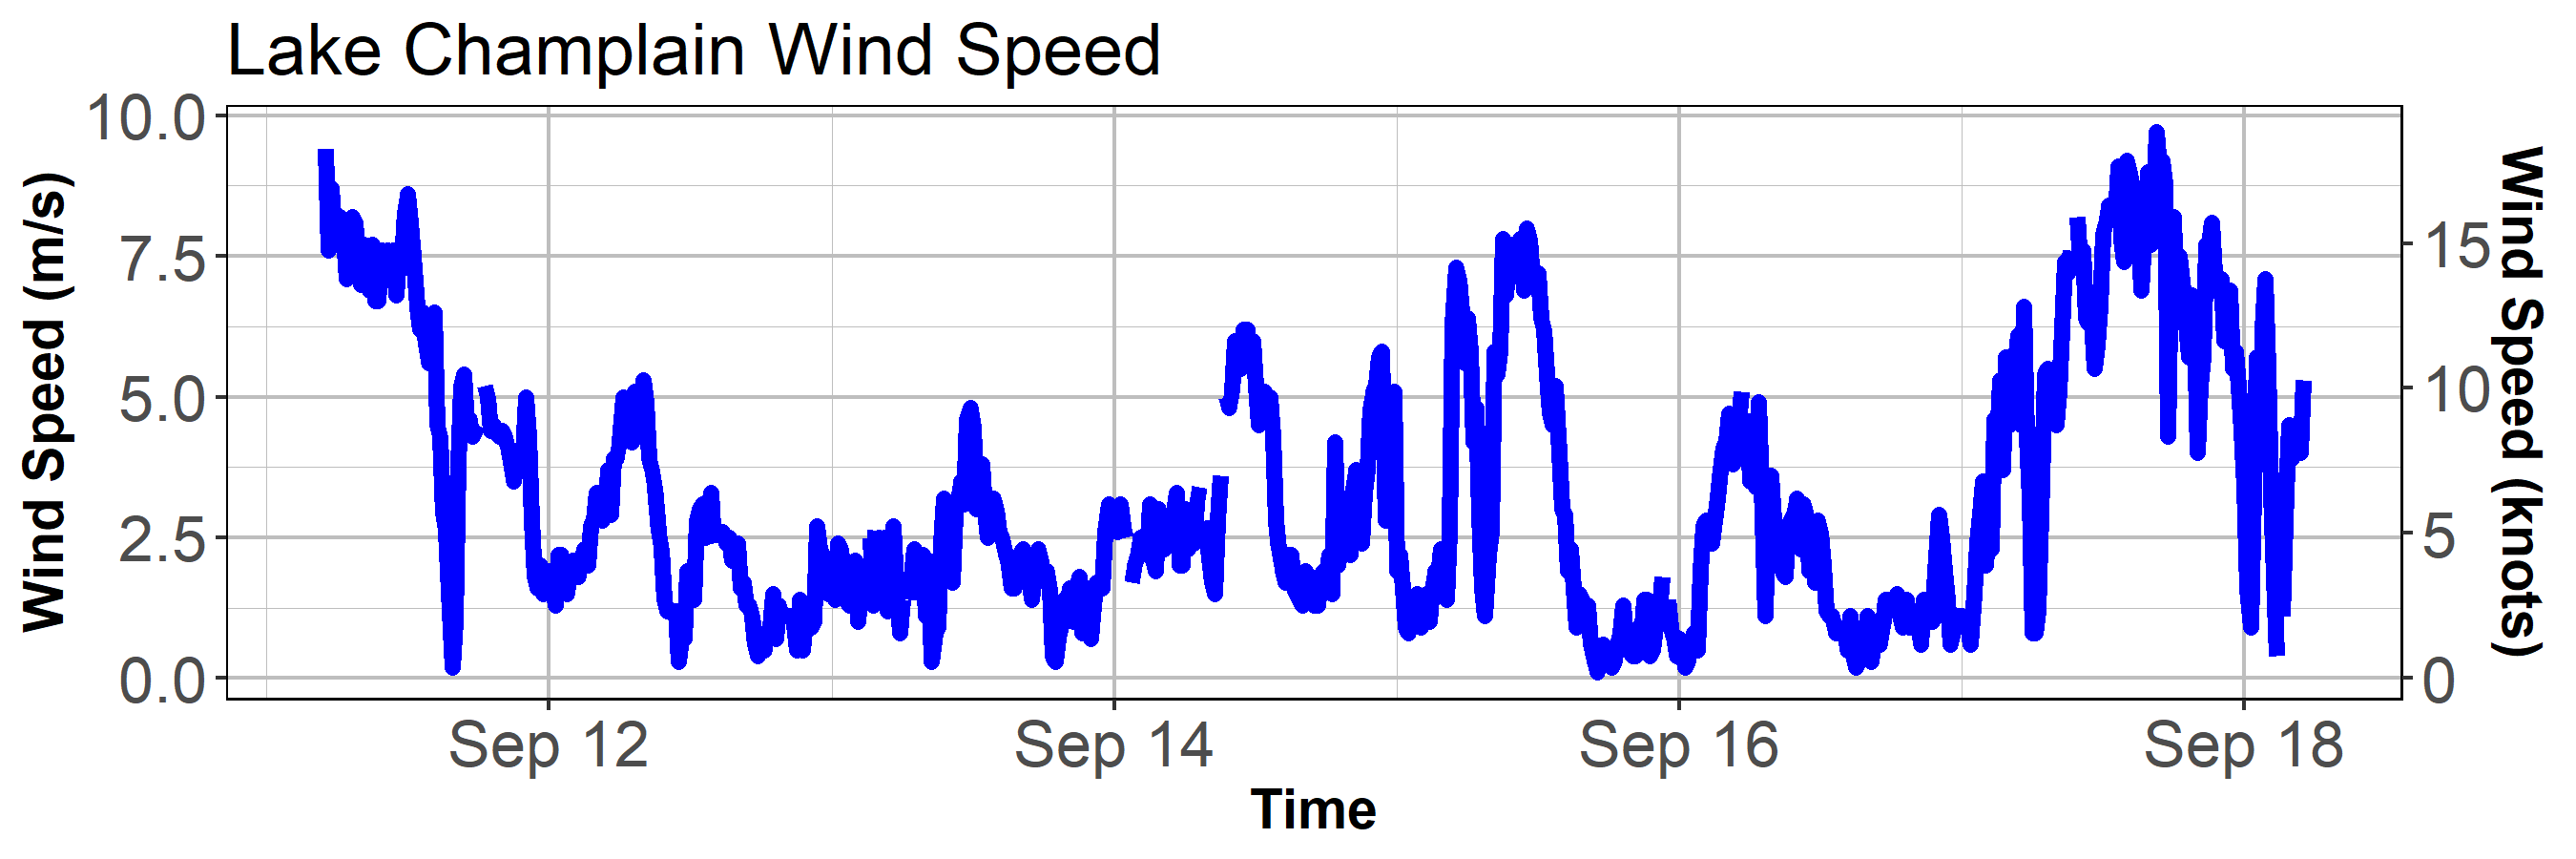 Lake Champlain Wind Speed
Wind Speed (m/s)
10.0
7.5
5.0
2.5
0.0
Wind Speed (knots)
15
10
5
0
Sep 12 Sep 14 Sep 16 Sep 18
Time